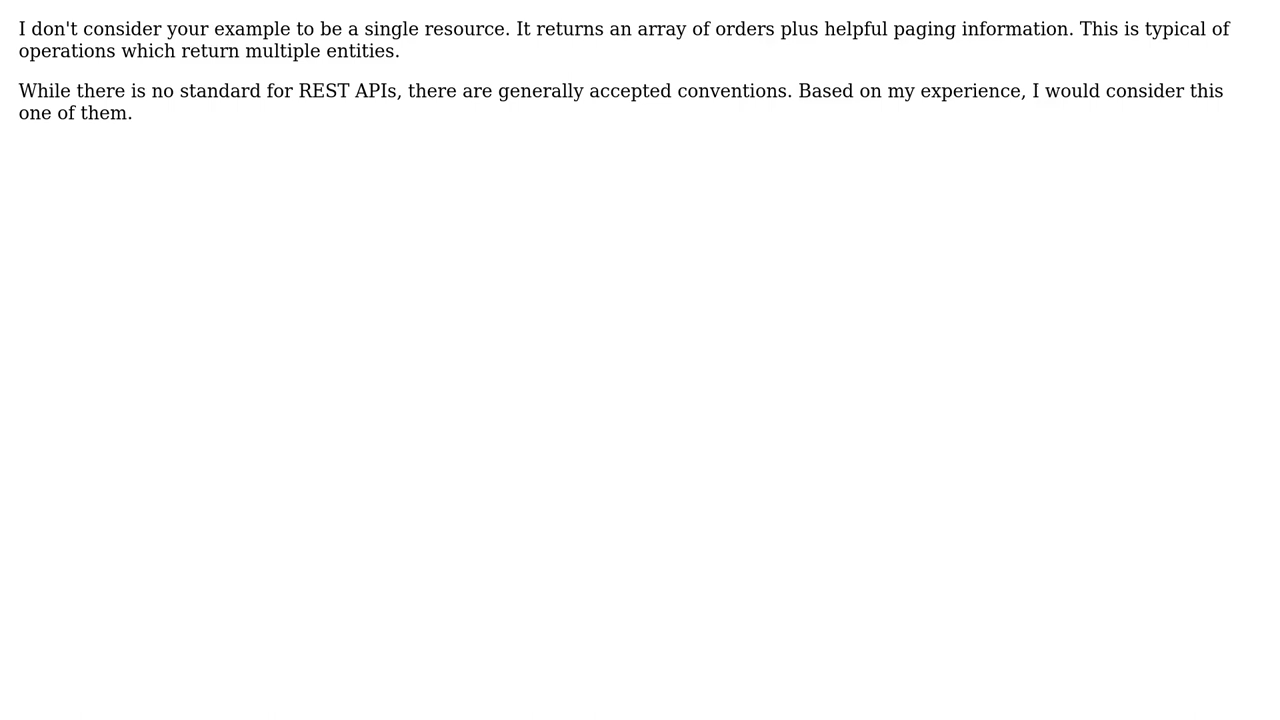 I don't consider your example to be a single resource. It returns an array of orders plus helpful paging information. This is typical of
operations which return multiple entities.
While there is no standard for REST APIs, there are generally accepted conventions. Based on my experience, I would consider this
one of them.